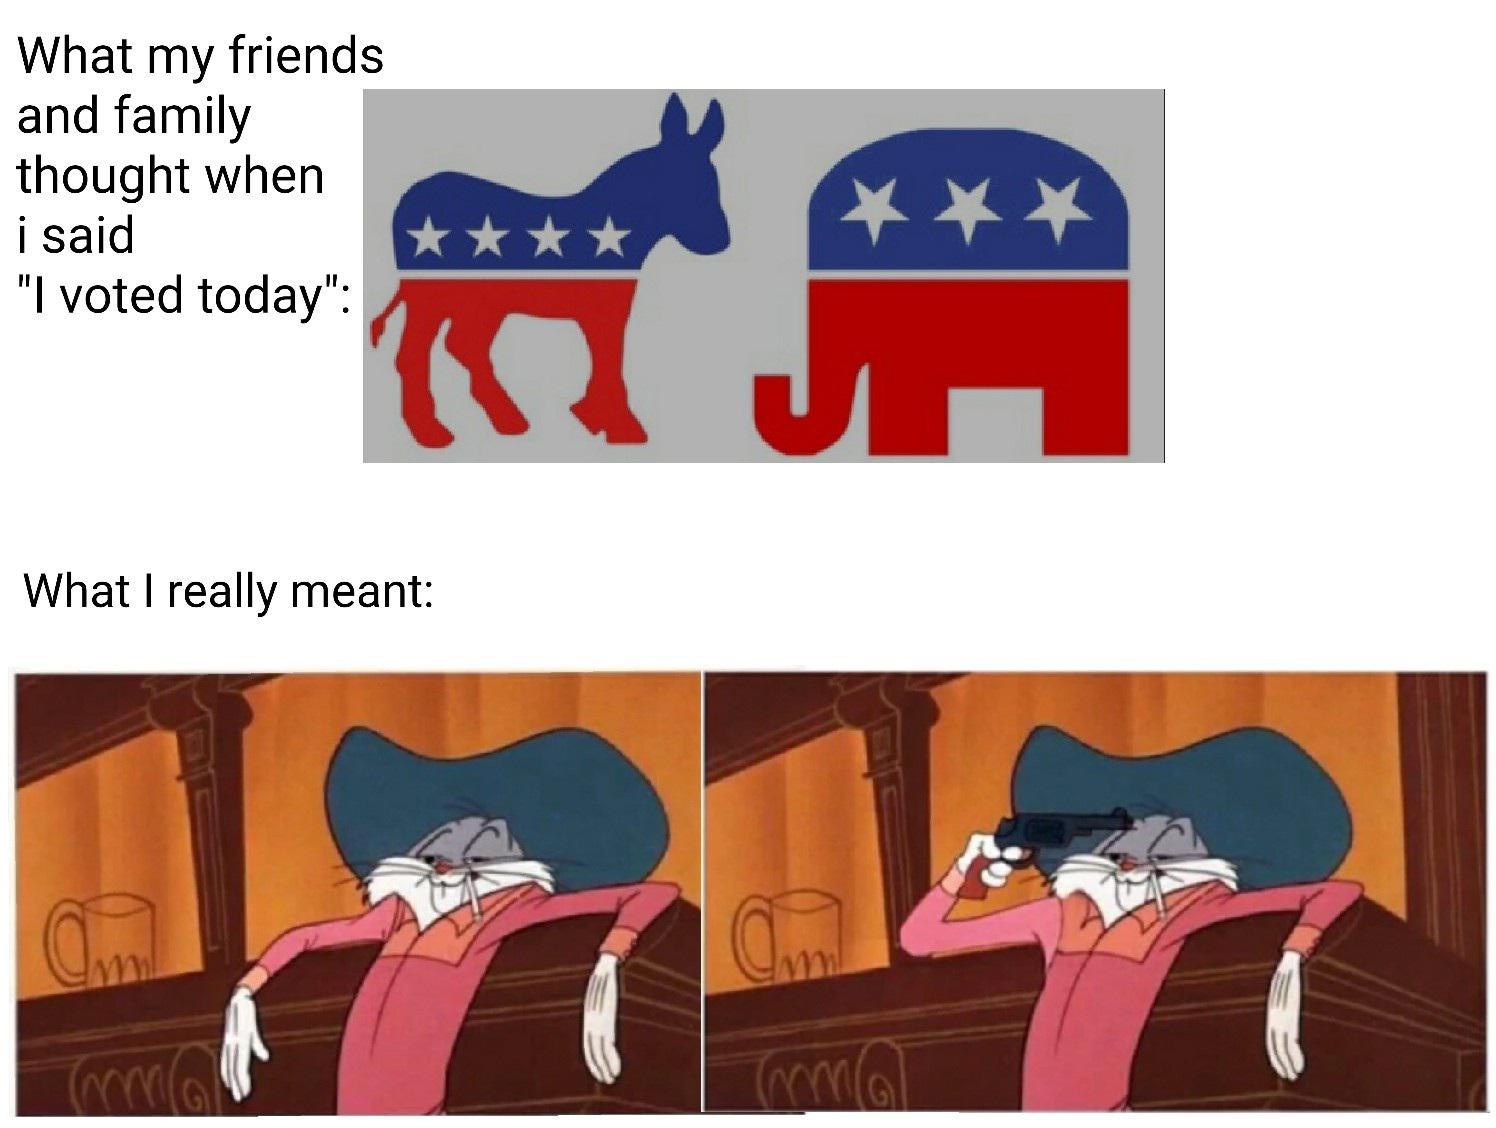 What my friends
and family
thought when
i said
"I voted today":
What I really meant: